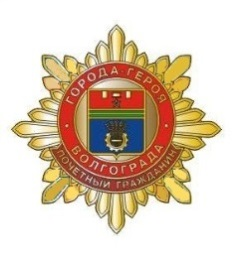 ГОРОДА-ГЕРОЯ
ВОЛГОГРАДА
ПОЧЕТНЫЙ ГРАЖДАНИН